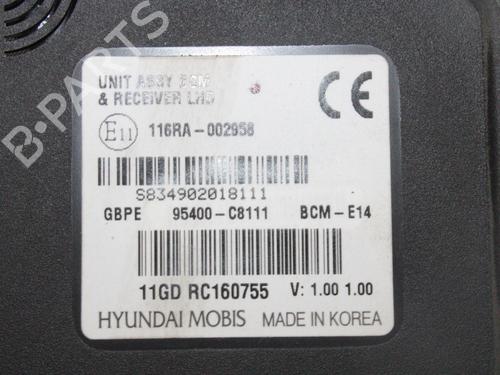 UNIT ASSY BCM
& RECEIVER LHD
CE
E11 116RA-002958
S834902018111
GBPE 95400-C8111 BCM-E14
11GD RC160755 V: 1.00 1.00
HYUNDAI MOBIS MADE IN KOREA
B-PARTS